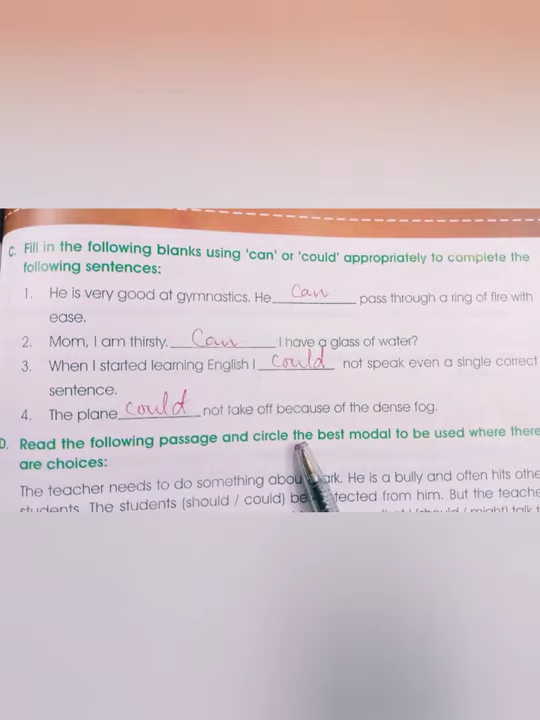 C. Fill in the following blanks using 'can' or 'could' appropriately to complete the
following sentences:
1. He is very good at gymnastics. He can pass through a ring of fire with
ease.
2. Mom, I am thirsty. Can I have a glass of water?
3. When I started learning English I could not speak even a single correct
sentence.
4. The plane could not take off because of the dense fog.
D. Read the following passage and circle the best modal to be used where there
are choices:
The teacher needs to do something abou ark. He is a bully and often hits othe
students. The students (should / could) be tected from him. But the teache
/ might) talk t